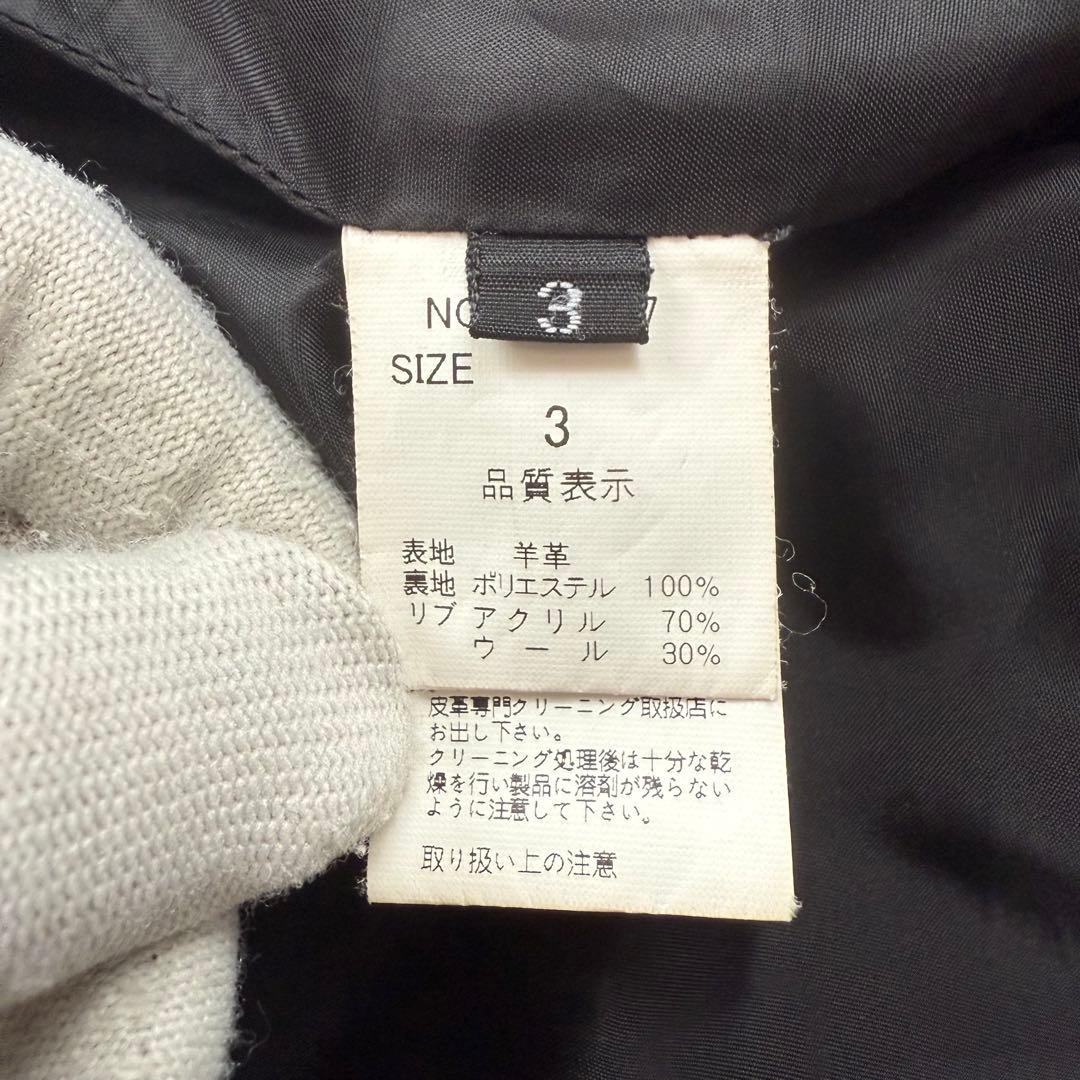 3
SIZE
3
品質表示
表地 羊革
裏地 ポリエステル 100%
リブ アクリル 70%
ウール 30%
皮革専門クリーニング取扱店に
お出し下さい。
クリーニング処理後は十分な乾
燥を行い製品に溶剤が残らない
ように注意して下さい。
取り扱い上の注意